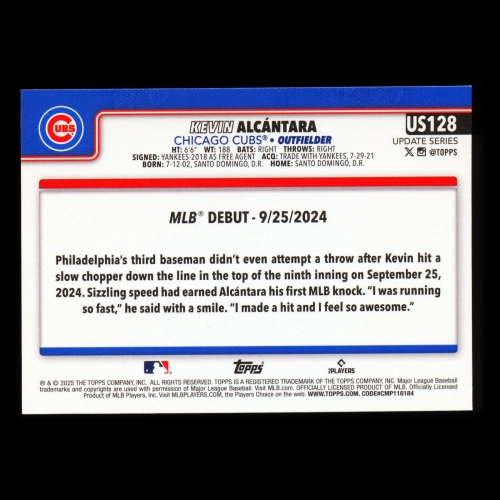 CUBS
KEVIN ALCÁNTARA
US128
CHICAGO CUBS® • OUTFIELDER
UPDATE SERIES
HT: 6'6" WT: 188 BATS: RIGHT THROWS: RIGHT
@TOPPS
SIGNED: YANKEES-2018 AS FREE AGENT ACQ: TRADE WITH YANKEES, 7-29-21
BORN: 7-12-02, SANTO DOMINGO, D.R. HOME: SANTO DOMINGO, D.R.
MLB® DEBUT - 9/25/2024
Philadelphia's third baseman didn't even attempt a throw after Kevin hit a
slow chopper down the line in the top of the ninth inning on September 25,
2024. Sizzling speed had earned Alcántara his first MLB knock. "I was running
so fast," he said with a smile. "I made a hit and I feel so awesome."
Topps
PLAYERS
® & © 2025 THE TOPPS COMPANY, INC. ALL RIGHTS RESERVED. TOPPS IS A REGISTERED TRADEMARK OF THE TOPPS COMPANY, INC. Major League Baseball
trademarks and copyrights are used with permission of Major League Baseball. Visit MLB.com. OFFICIALLY LICENSED PRODUCT OF MLB PLAYERS, INC. Officially Licensed
Product of MLB Players, Inc. Visit MLBPLAYERS.COM, the Players Choice on the web. WWW.TOPPS.COM. CODE#CMP116184